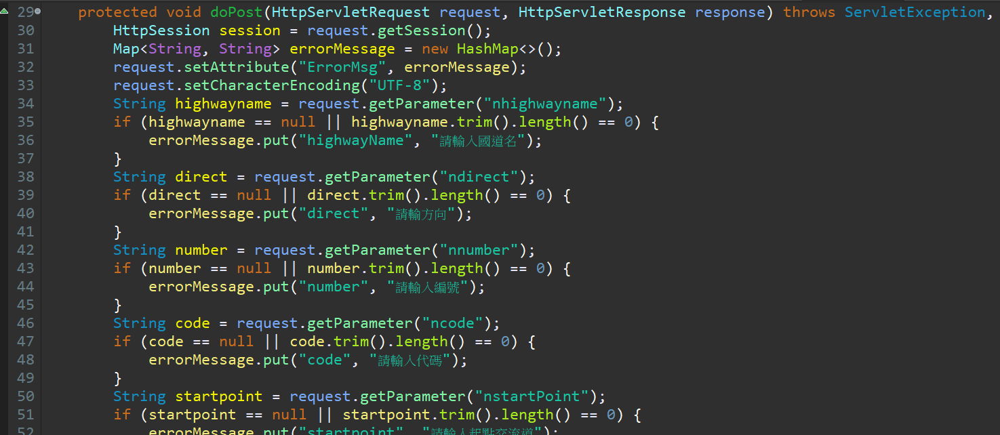 29 protected void doPost(HttpServletRequest request, HttpServletResponse response) throws ServletException,
30 HttpSession session = request.getSession();
31 Map<String, String> errorMessage = new HashMap<>();
32 request.setAttribute("ErrorMsg", errorMessage);
33 request.setCharacterEncoding("UTF-8");
34 String highwayname = request.getParameter("nhighwayname");
35 if (highwayname == null || highwayname.trim().length() == 0) {
36 errorMessage.put("highwayName", "請輸入國道名");
37 }
38 String direct = request.getParameter("ndirect");
39 if (direct == null || direct.trim().length() == 0) {
40 errorMessage.put("direct", "請輸方向");
41 }
42 String number = request.getParameter("nnumber");
43 if (number == null || number.trim().length() == 0) {
44 errorMessage.put("number", "請輸入編號");
45 }
46 String code = request.getParameter("ncode");
47 if (code == null || code.trim().length() == 0) {
48 errorMessage.put("code", "請輸入代碼");
49 }
50 String startpoint = request.getParameter("nstartPoint");
51 if (startpoint == null || startpoint.trim().length() == 0) {
52 errorMessage.put("startpoint", "請輸入起點交流道");